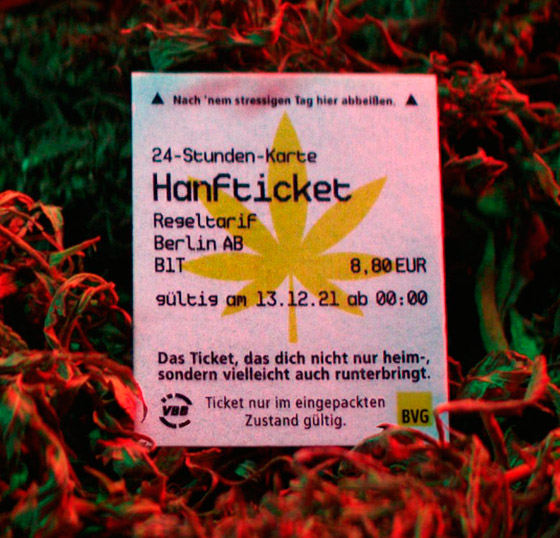 ▲ Nach 'nem stressigen Tag hier abbeißen. ▲
24-Stunden-Karte
Hanfticket
Regeltarif
Berlin AB
B1T 8,80 EUR
gültig am 13.12.21 ab 00:00
Das Ticket, das dich nicht nur heim-,
sondern vielleicht auch runterbringt.
VBB Ticket nur im eingepackten
Zustand gültig. BVG